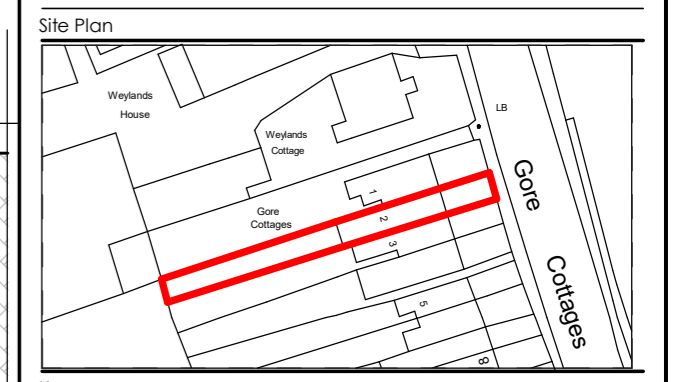 Site Plan
Weylands
House
LB
Weylands
Cottage
Gore
Cottages
1
2
3
5
8
Gore
Cottages